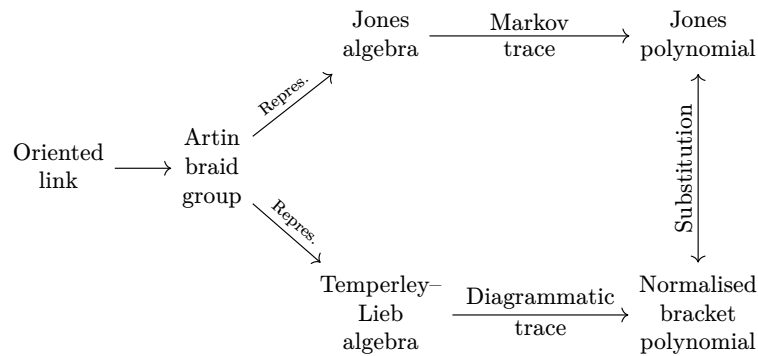 Jones
algebra
Markov
trace
Jones
polynomial
Repres.
Oriented
link
Artin
braid
group
Substitution
Repres.
Temperley–
Lieb
algebra
Diagrammatic
trace
Normalised
bracket
polynomial